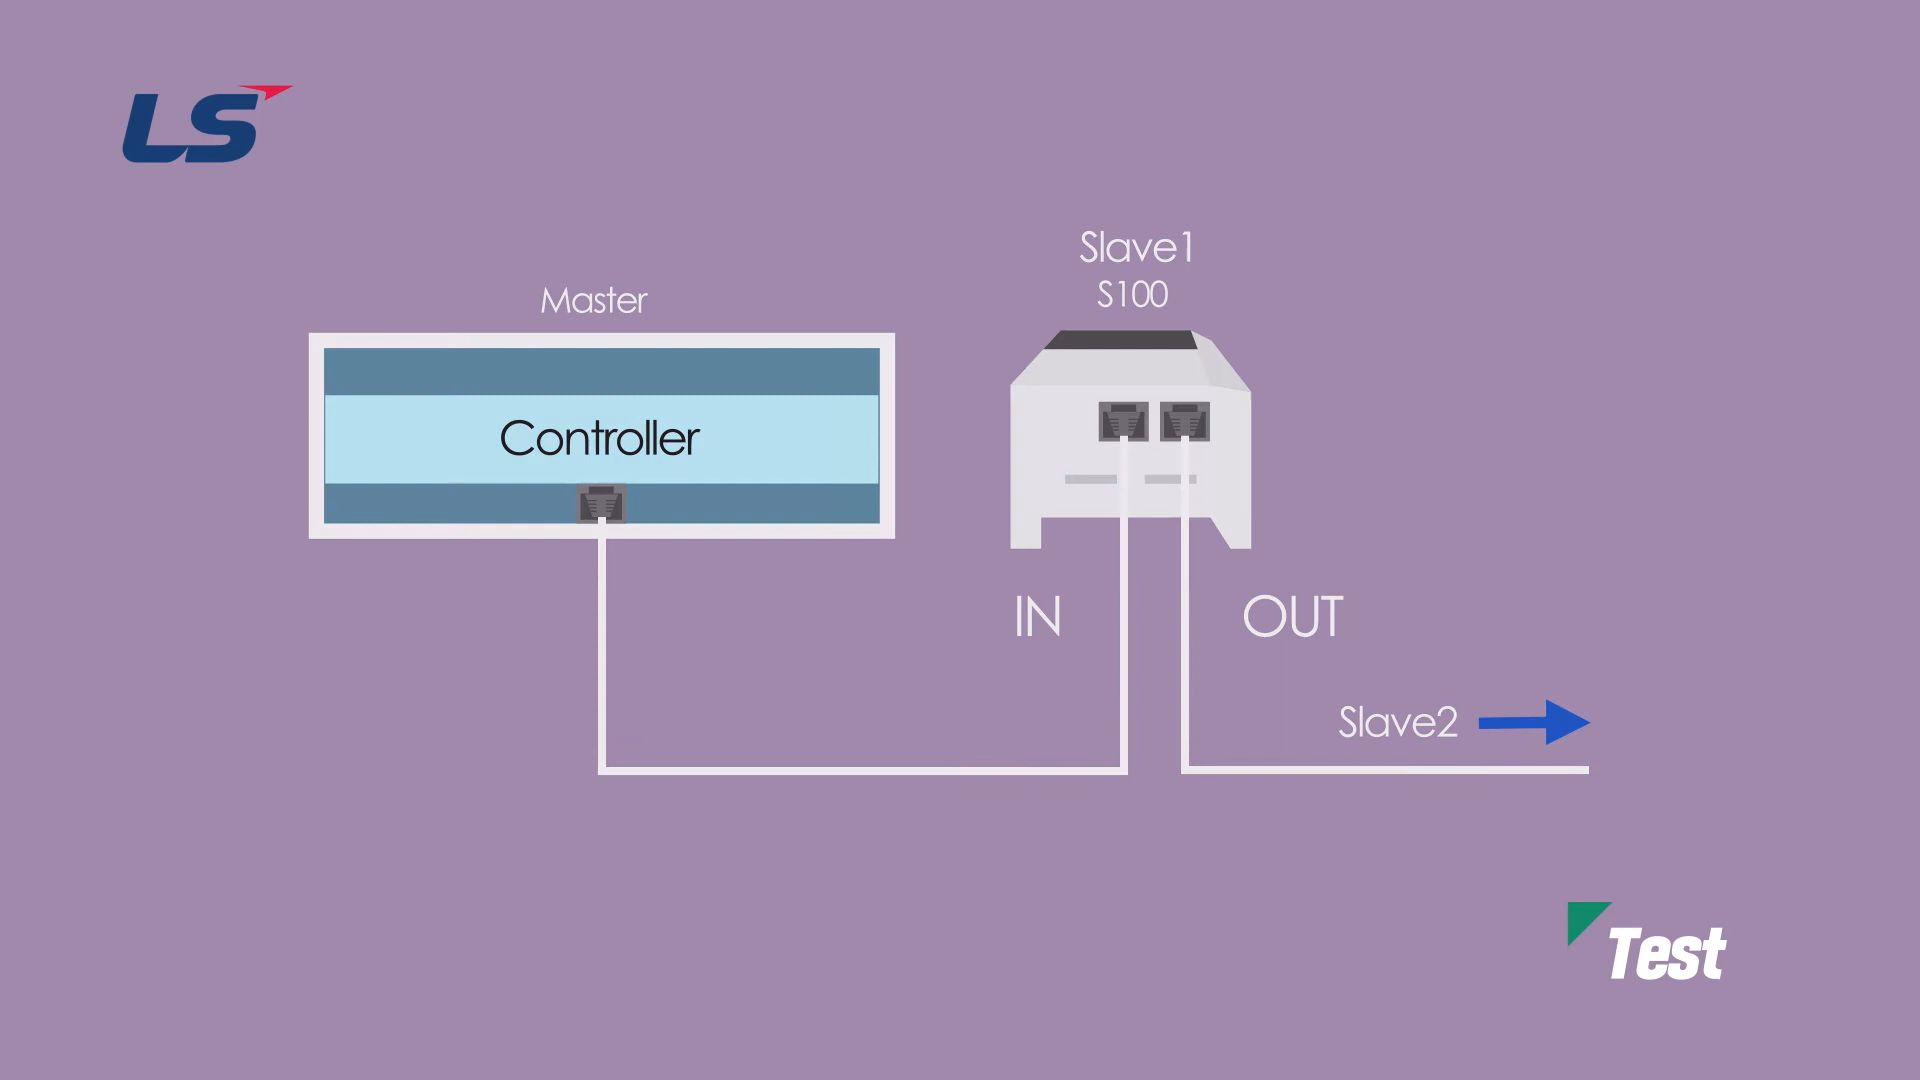 LS
Slave1
S100
Master
Controller
IN
OUT
Slave2
Test